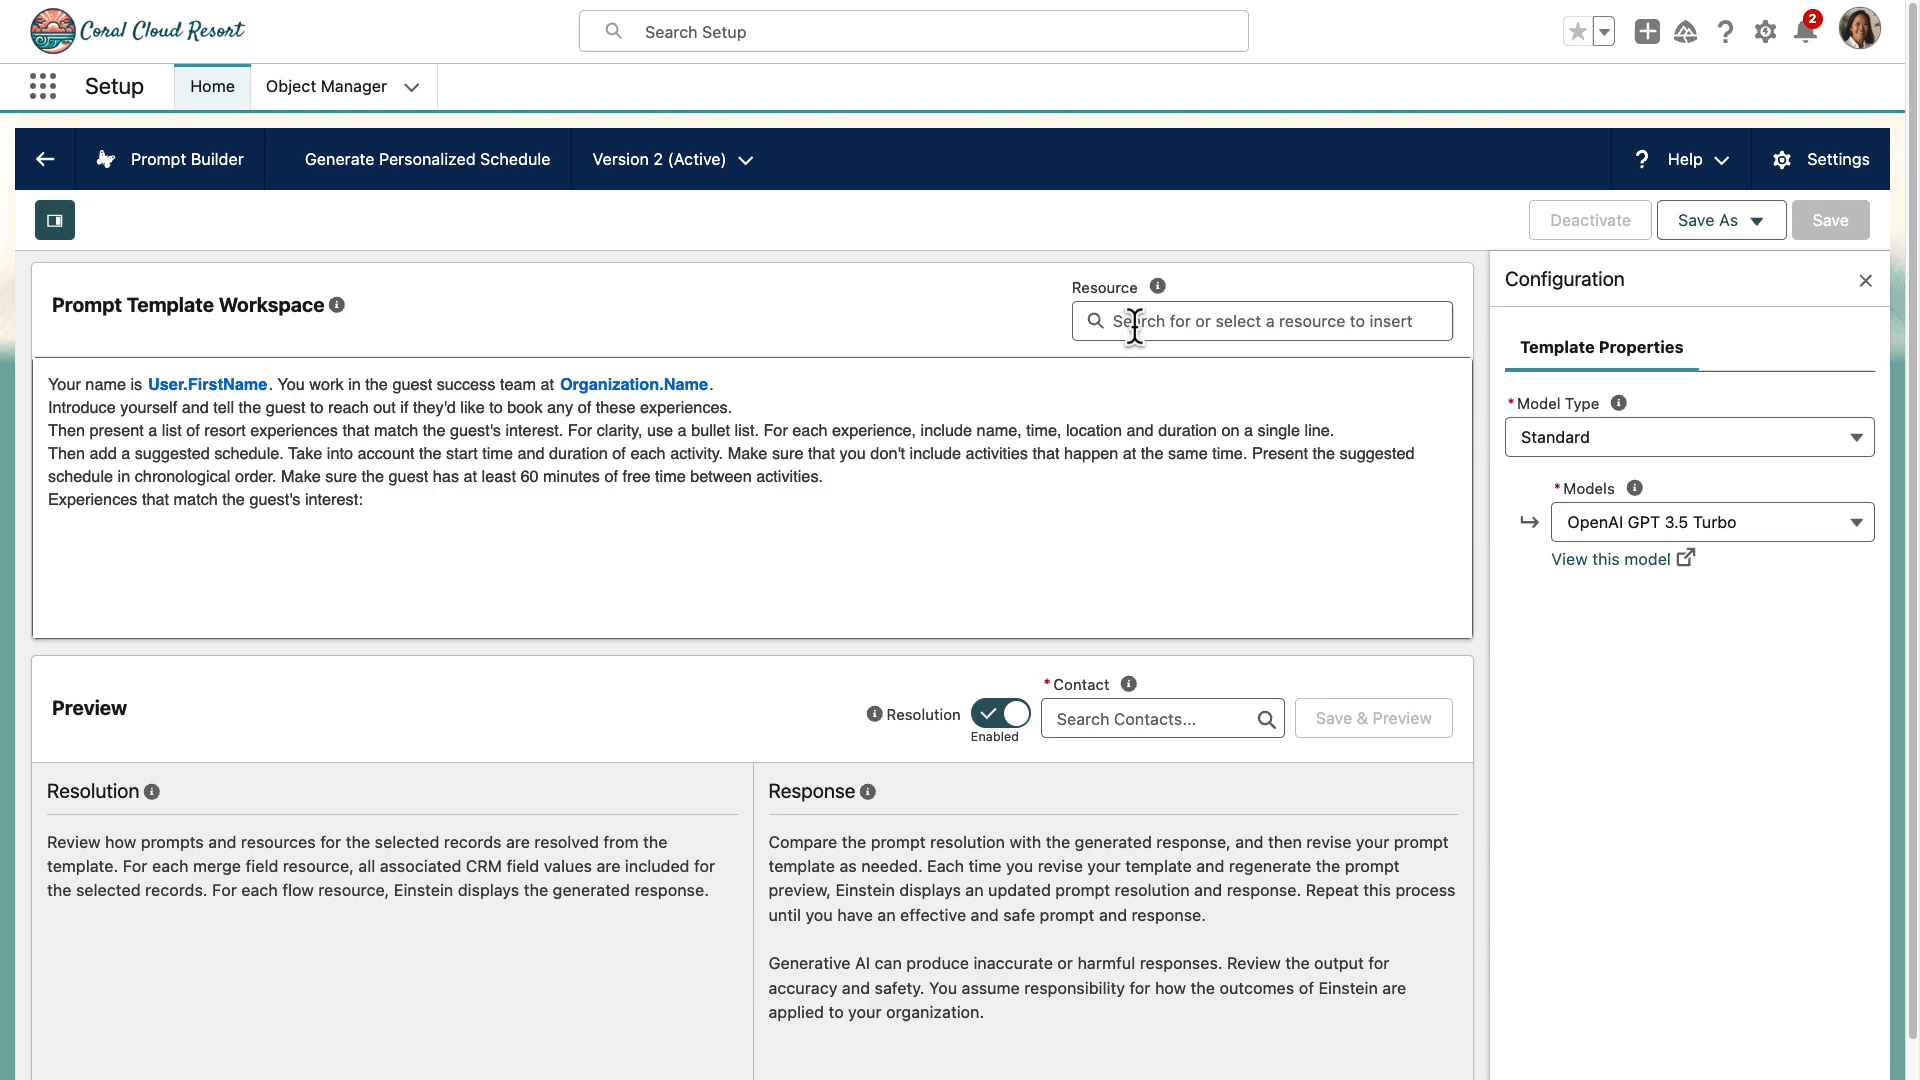 Coral Cloud Resort
Search Setup
2
Setup
Home
Object Manager
Prompt Builder
Generate Personalized Schedule
Version 2 (Active)
? Help
Settings
Deactivate
Save As
Save
Prompt Template Workspace
Resource
Search for or select a resource to insert
Your name is User.FirstName. You work in the guest success team at Organization.Name.
Introduce yourself and tell the guest to reach out if they'd like to book any of these experiences.
Then present a list of resort experiences that match the guest's interest. For clarity, use a bullet list. For each experience, include name, time, location and duration on a single line.
Then add a suggested schedule. Take into account the start time and duration of each activity. Make sure that you don't include activities that happen at the same time. Present the suggested
schedule in chronological order. Make sure the guest has at least 60 minutes of free time between activities.
Experiences that match the guest's interest:
Configuration
Template Properties
*Model Type
Standard
*Models
OpenAI GPT 3.5 Turbo
View this model
Preview
Resolution
Enabled
*Contact
Search Contacts...
Save & Preview
Resolution
Review how prompts and resources for the selected records are resolved from the
template. For each merge field resource, all associated CRM field values are included for
the selected records. For each flow resource, Einstein displays the generated response.
Response
Compare the prompt resolution with the generated response, and then revise your prompt
template as needed. Each time you revise your template and regenerate the prompt
preview, Einstein displays an updated prompt resolution and response. Repeat this process
until you have an effective and safe prompt and response.
Generative AI can produce inaccurate or harmful responses. Review the output for
accuracy and safety. You assume responsibility for how the outcomes of Einstein are
applied to your organization.